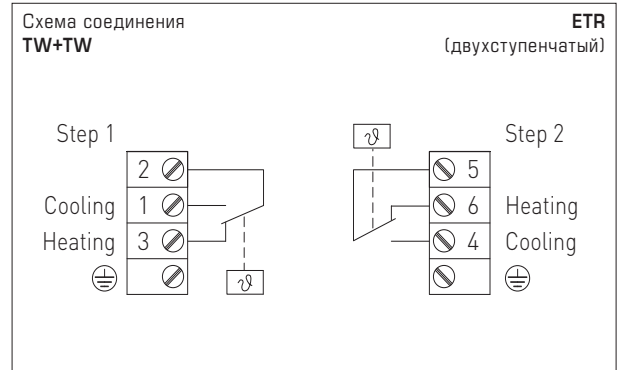 Схема соединения ETR
TW+TW (двухступенчатый)
ϑ
Step 1 Step 2
2 5
Cooling 1 6 Heating
Heating 3 4 Cooling
ϑ